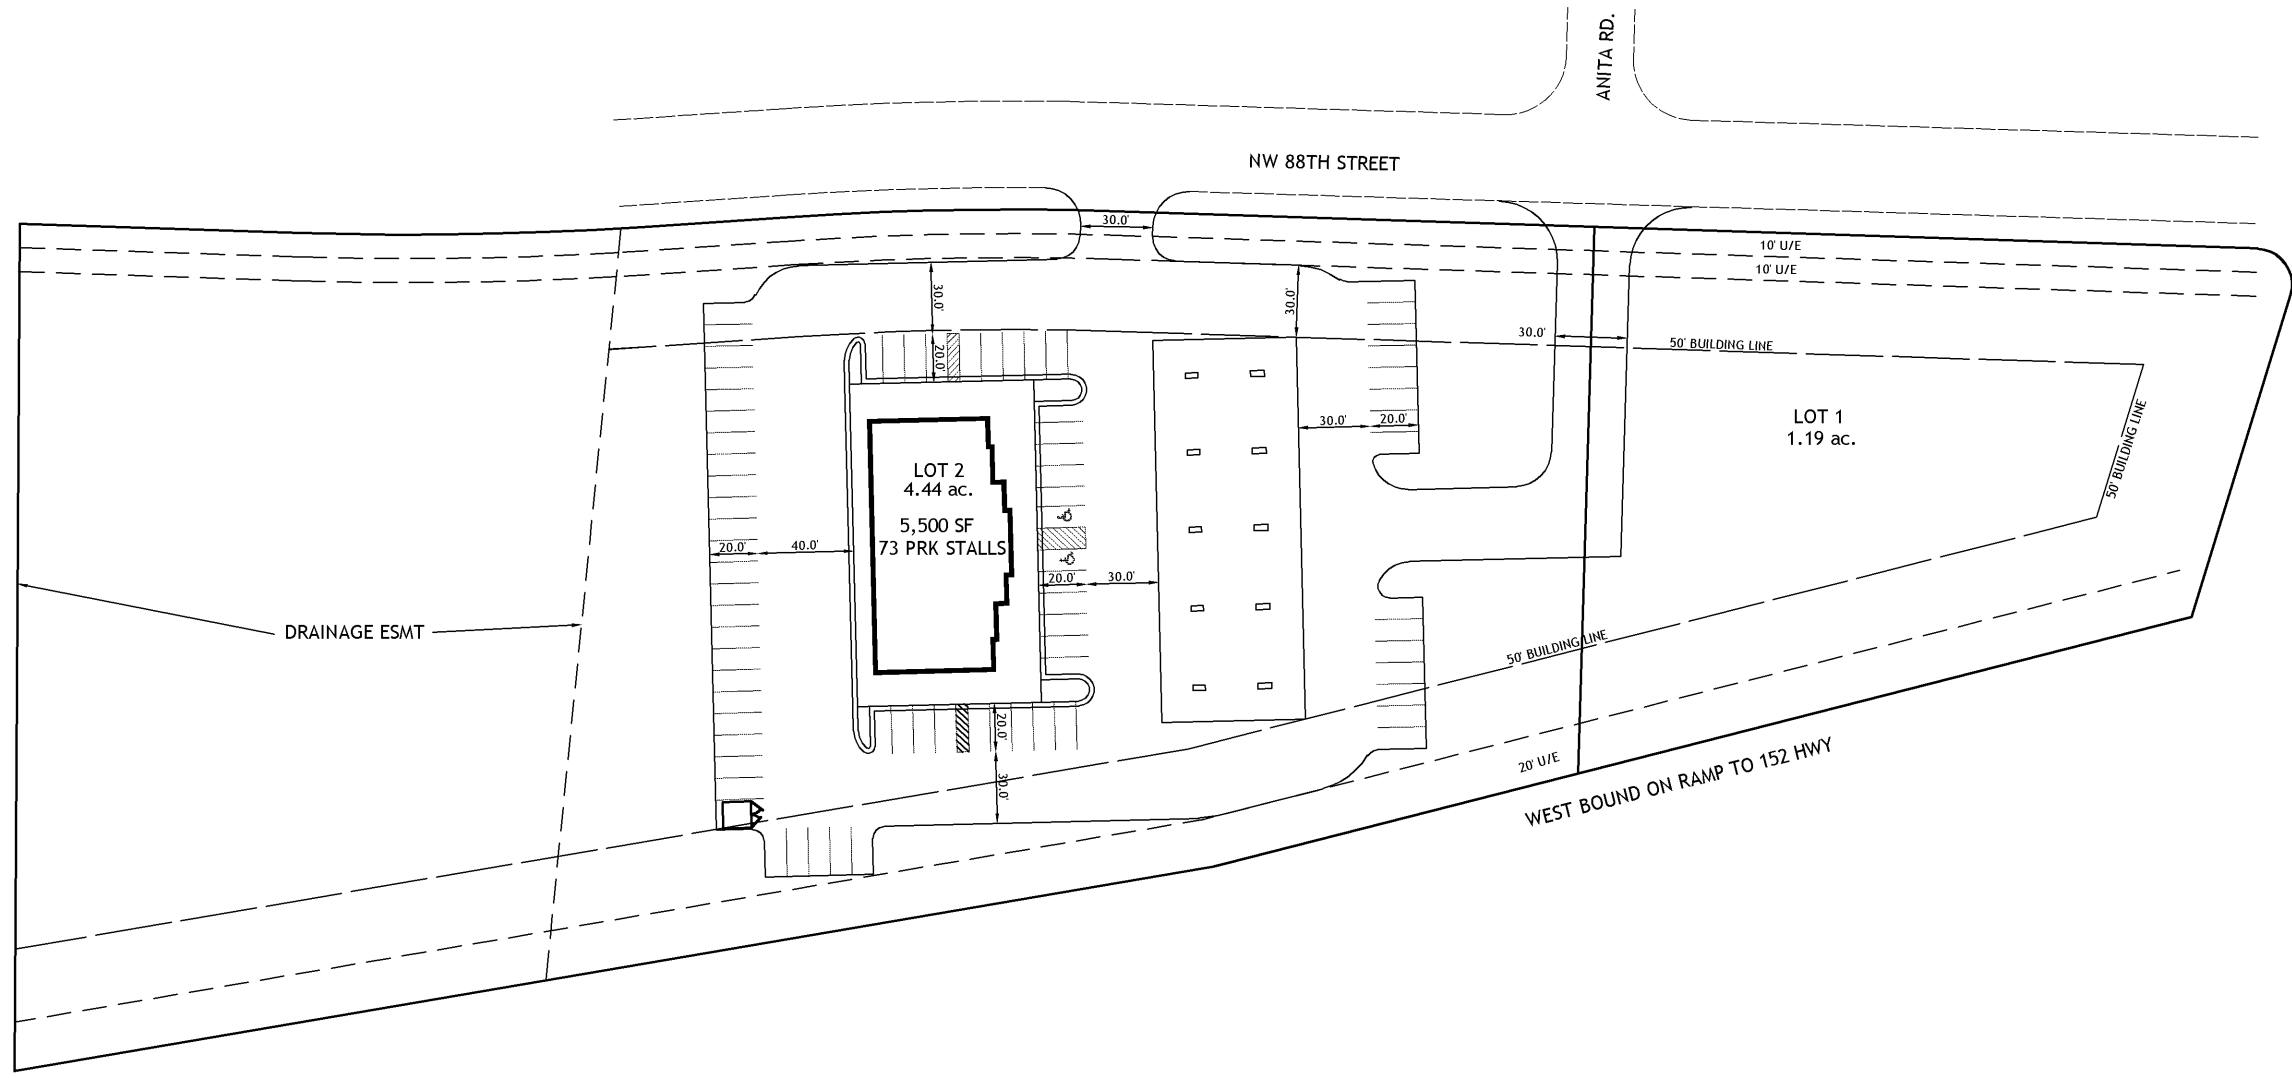 ANITA RD.
NW 88TH STREET
30.0'
10' U/E
10' U/E
30.0'
30.0'
30.0'
50' BUILDING LINE
20.0'
30.0'
20.0'
LOT 1
1.19 ac.
50' BUILDING LINE
LOT 2
4.44 ac.
5,500 SF
73 PRK STALLS
20.0'
40.0'
20.0'
30.0'
DRAINAGE ESMT
50' BUILDING LINE
20.0'
30.0'
20' U/E
WEST BOUND ON RAMP TO 152 HWY